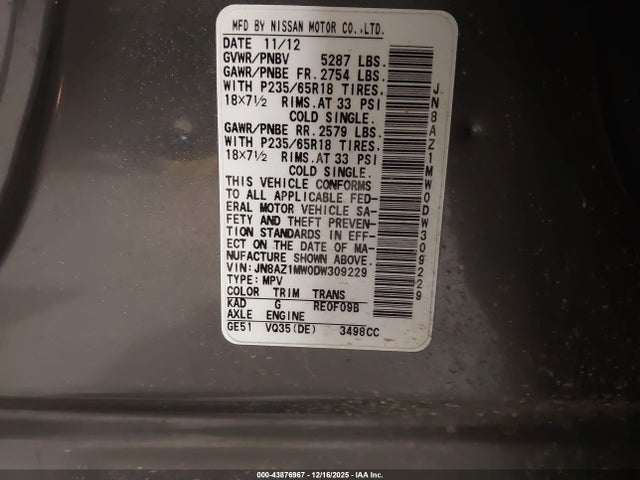 MFD BY NISSAN MOTOR CO.,LTD.
DATE 11/12
GVWR/PNBV 5287 LBS.
GAWR/PNBE FR.2754 LBS.
WITH P235/65R18 TIRES,
18X7½ RIMS.AT 33 PSI
COLD SINGLE.
GAWR/PNBE RR.2579 LBS.
WITH P235/65R18 TIRES,
18X7½ RIMS.AT 33 PSI
COLD SINGLE.
THIS VEHICLE CONFORMS
TO ALL APPLICABLE FED-
ERAL MOTOR VEHICLE SA-
FETY AND THEFT PREVEN-
TION STANDARDS IN EFF-
ECT ON THE DATE OF MA-
NUFACTURE SHOWN ABOVE.
VIN:JN8AZ1MW0DW309229
TYPE:MPV
COLOR TRIM TRANS
KAD G RE0F09B
AXLE ENGINE
GE51 VQ35(DE) 3498CC
JN8AZ1MW0DW309229
000-43876967 - 12/16/2025 - IAA Inc.